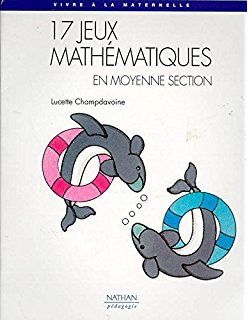 VIVRE À LA MATERNELLE
17 JEUX
MATHÉMATIQUES
EN MOYENNE SECTION
Lucette Champdavoine
NATHAN
pédagogie